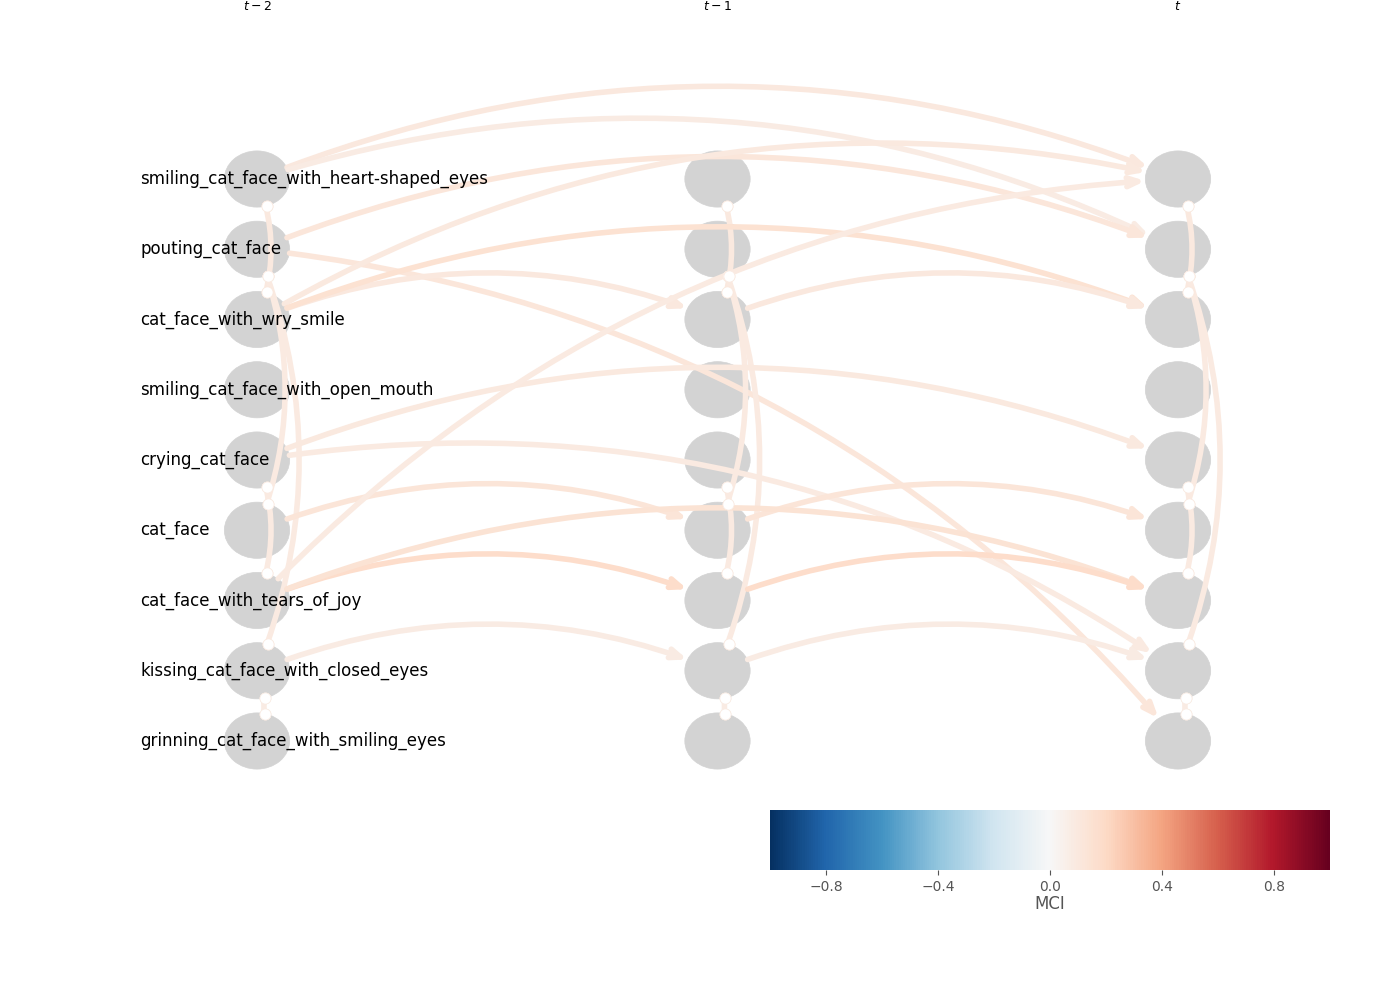 t − 2 t − 1 t
smiling_cat_face_with_heart-shaped_eyes
pouting_cat_face
cat_face_with_wry_smile
smiling_cat_face_with_open_mouth
crying_cat_face
cat_face
cat_face_with_tears_of_joy
kissing_cat_face_with_closed_eyes
grinning_cat_face_with_smiling_eyes
−0.8 −0.4 0.0 0.4 0.8
MCI